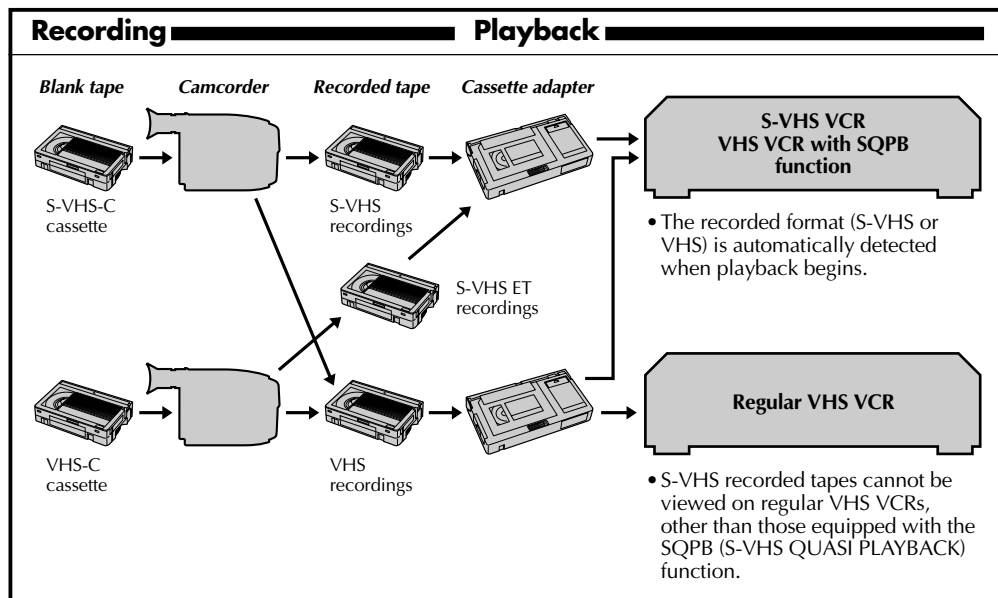 Recording
Playback
Blank tape
Camcorder
Recorded tape
Cassette adapter
S-VHS-C
cassette
S-VHS
recordings
S-VHS VCR
VHS VCR with SQPB
function
• The recorded format (S-VHS or
VHS) is automatically detected
when playback begins.
S-VHS ET
recordings
VHS-C
cassette
VHS
recordings
Regular VHS VCR
• S-VHS recorded tapes cannot be
viewed on regular VHS VCRs,
other than those equipped with the
SQPB (S-VHS QUASI PLAYBACK)
function.